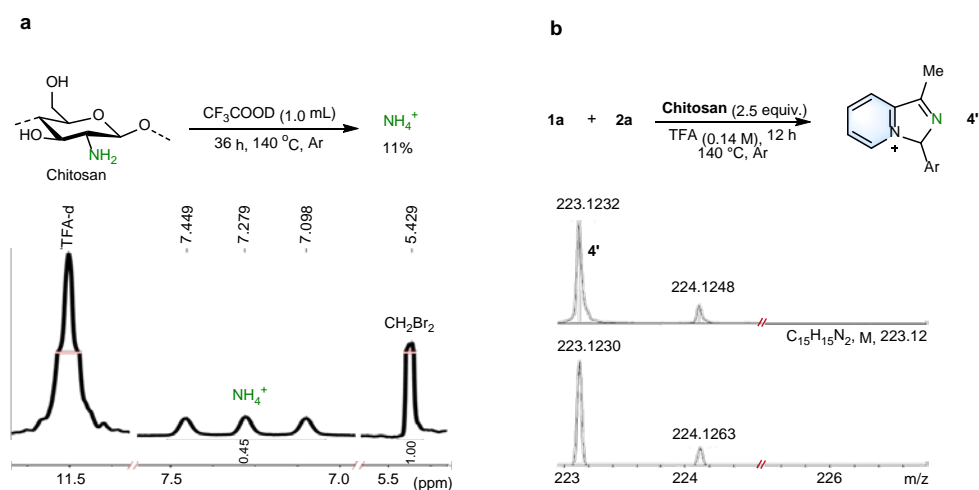 a
OH
O
HO
O
NH2
Chitosan
CF3COOD (1.0 mL)
36 h, 140 °C, Ar
NH4+
11%
TFA-d
- 7.449
- 7.279
- 7.098
- 5.429
CH2Br2
NH4+
0.45
1.00
11.5
7.5
7.0
5.5
(ppm)
b
1a + 2a
Chitosan (2.5 equiv.)
TFA (0.14 M), 12 h
140 °C, Ar
Me
N
N
+
Ar
4'
223.1232
4'
224.1248
C15H15N2, M, 223.12
223.1230
224.1263
223
224
226
m/z